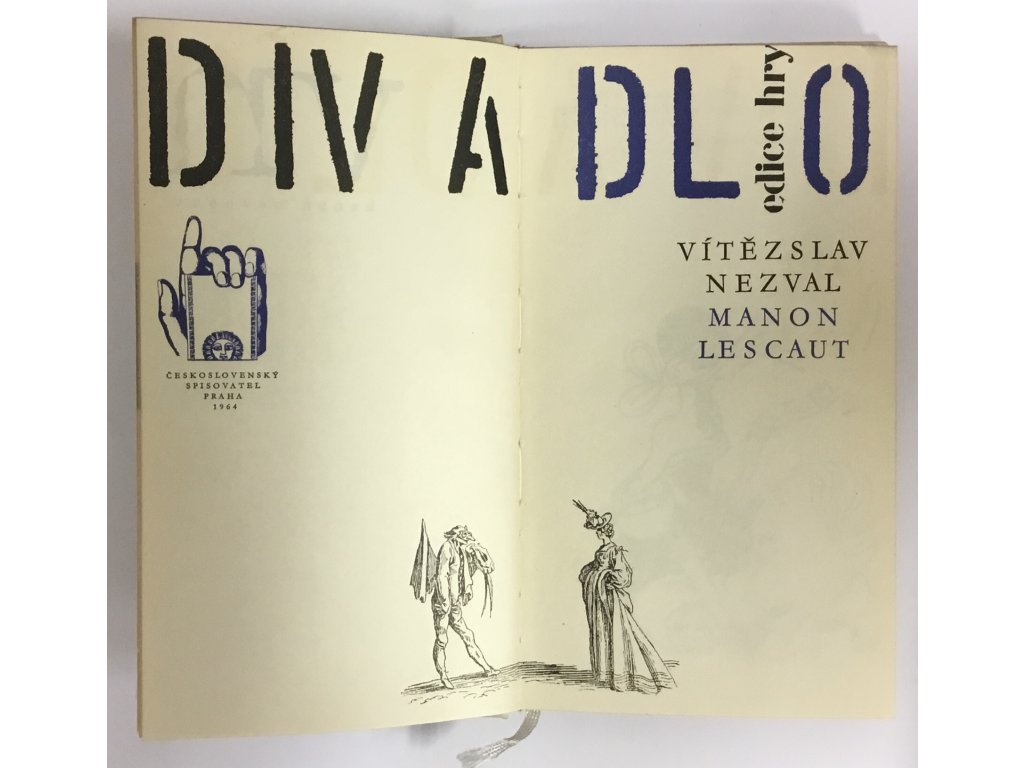 DIVADLO
edice hry
VÍTĚZSLAV
NEZVAL
MANON
LESCAUT
ČESKOSLOVENSKÝ
SPISOVATEL
PRAHA
1964